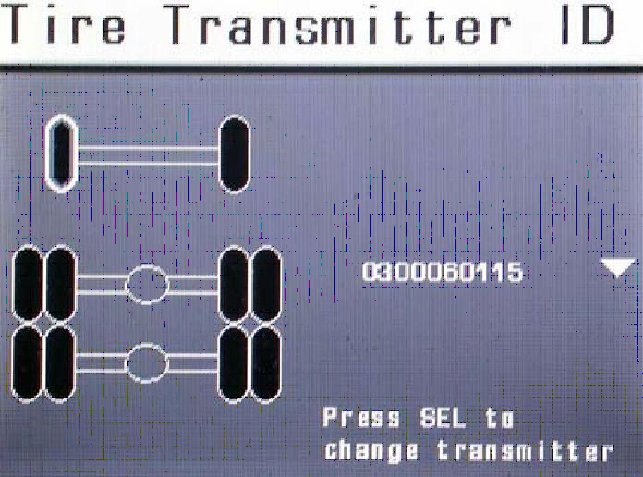 Tire Transmitter ID
0300060115
Press SEL to
change transmitter